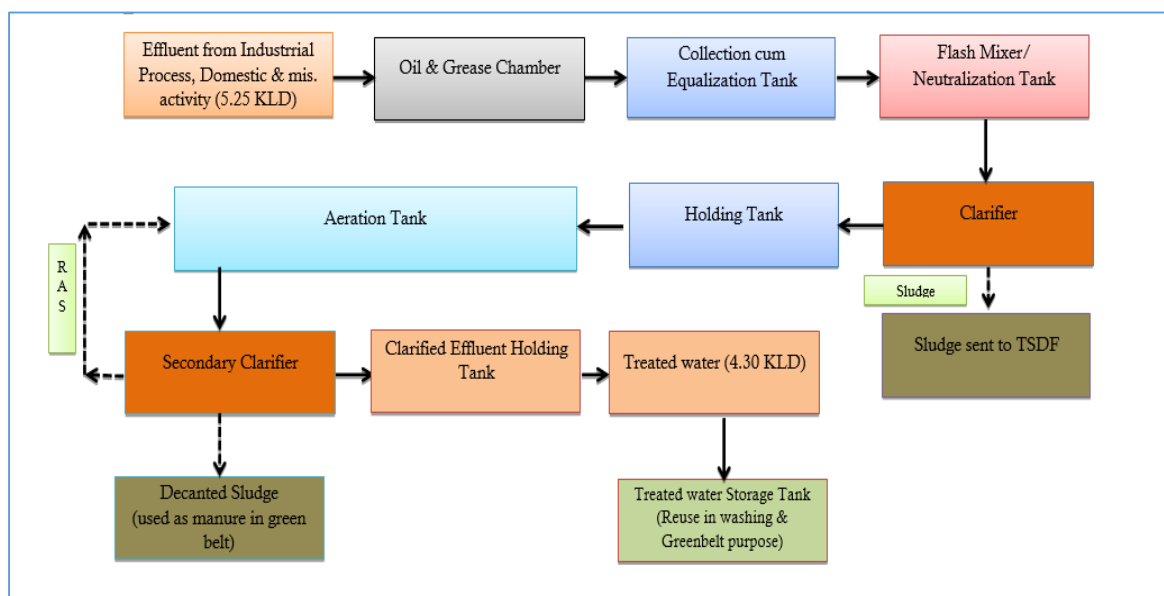 Effluent from Industrrial
Process, Domestic & mis.
activity (5.25 KLD)
Oil & Grease Chamber
Collection cum
Equalization Tank
Flash Mixer/
Neutralization Tank
Aeration Tank
Holding Tank
Clarifier
R
A
S
Sludge
Secondary Clarifier
Clarified Effluent Holding
Tank
Treated water (4.30 KLD)
Sludge sent to TSDF
Decanted Sludge
(used as manure in green
belt)
Treated water Storage Tank
(Reuse in washing &
Greenbelt purpose)